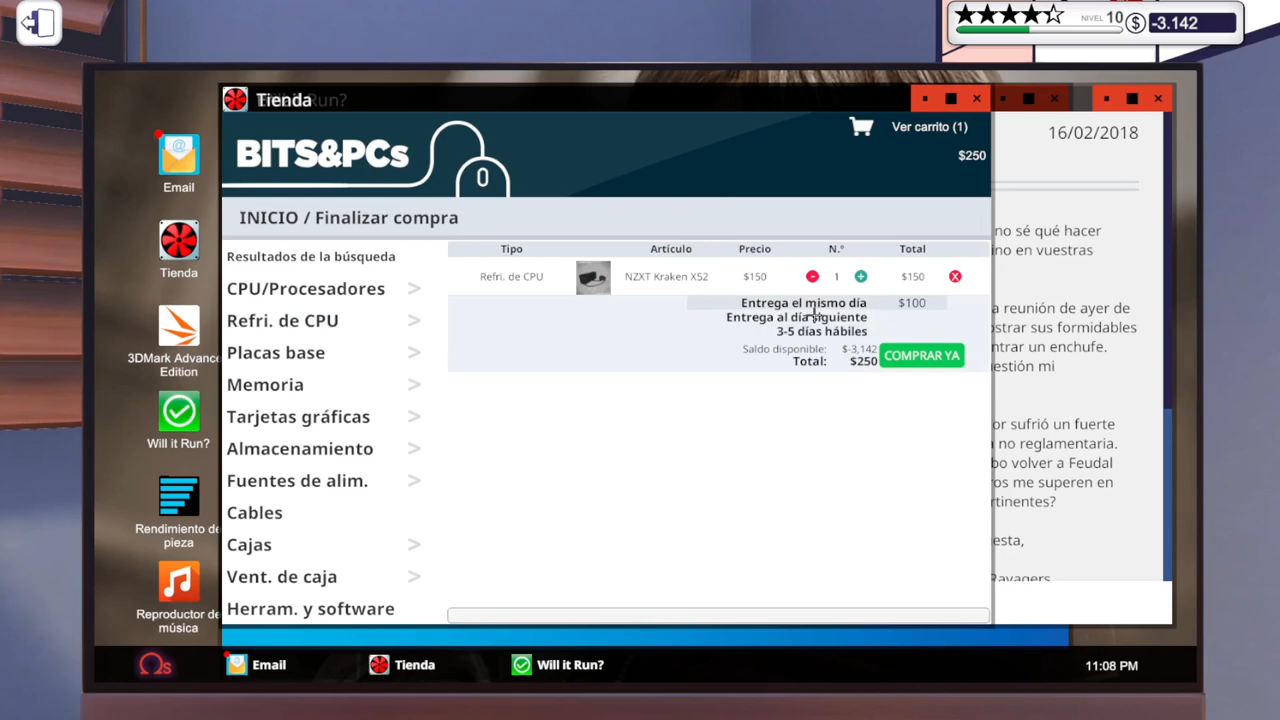 NIVEL 10
$ -3.142
Tienda
16/02/2018
BITS&PCs
Ver carrito (1)
$250
INICIO / Finalizar compra
Resultados de la búsqueda
CPU/Procesadores >
Refri. de CPU >
Placas base >
Memoria >
Tarjetas gráficas >
Almacenamiento >
Fuentes de alim. >
Cables
Cajas >
Vent. de caja >
Herram. y software
Tipo Artículo Precio N.º Total
Refri. de CPU NZXT Kraken X52 $150 1 $150
Entrega el mismo día $100
Entrega al día siguiente
3-5 días hábiles
Saldo disponible: $-3,142
Total: $250
COMPRAR YA
no sé qué hacer
ino en vuestras
a reunión de ayer de
ostrar sus formidables
ntrar un enchufe.
uestión mi
or sufrió un fuerte
a no reglamentaria.
bo volver a Feudal
ros me superen en
rtinentes?
esta,
Ravagers
Email
Tienda
3DMark Advance
Edition
Will it Run?
Rendimiento de
pieza
Reproductor de
música
Email
Tienda
Will it Run?
11:08 PM